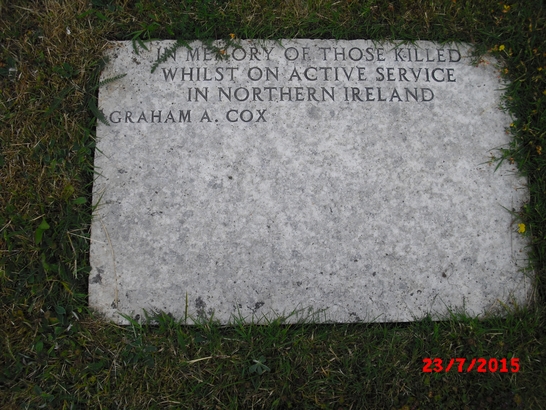 IN MEMORY OF THOSE KILLED
WHILST ON ACTIVE SERVICE
IN NORTHERN IRELAND
GRAHAM A. COX
23/7/2015